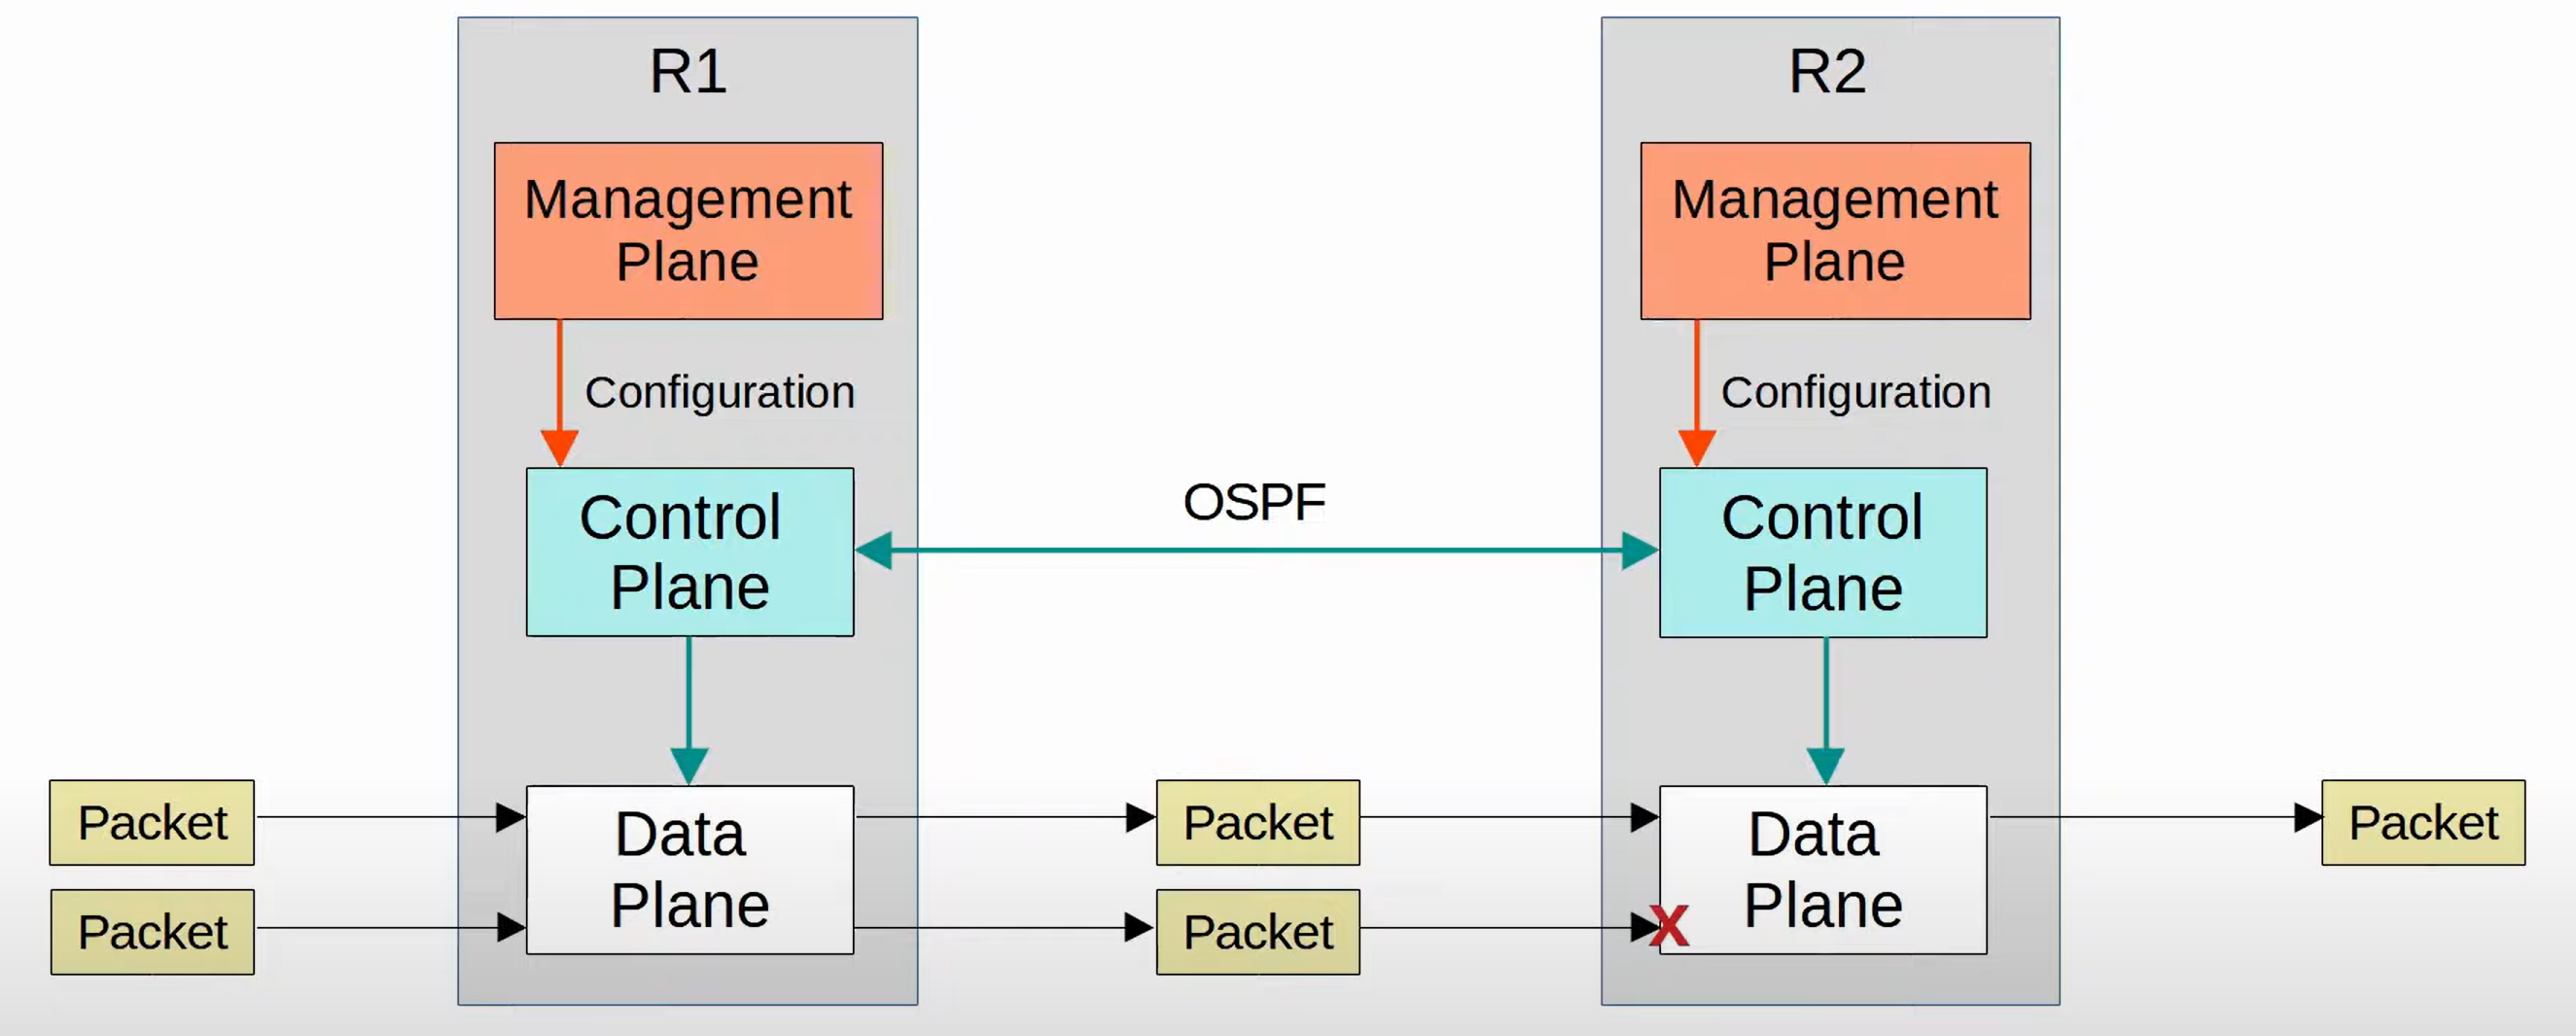 R1
R2
Management
Plane
Management
Plane
Configuration
Configuration
Control
Plane
OSPF
Control
Plane
Packet
Data
Plane
Packet
Data
Plane
Packet
Packet
Packet
X